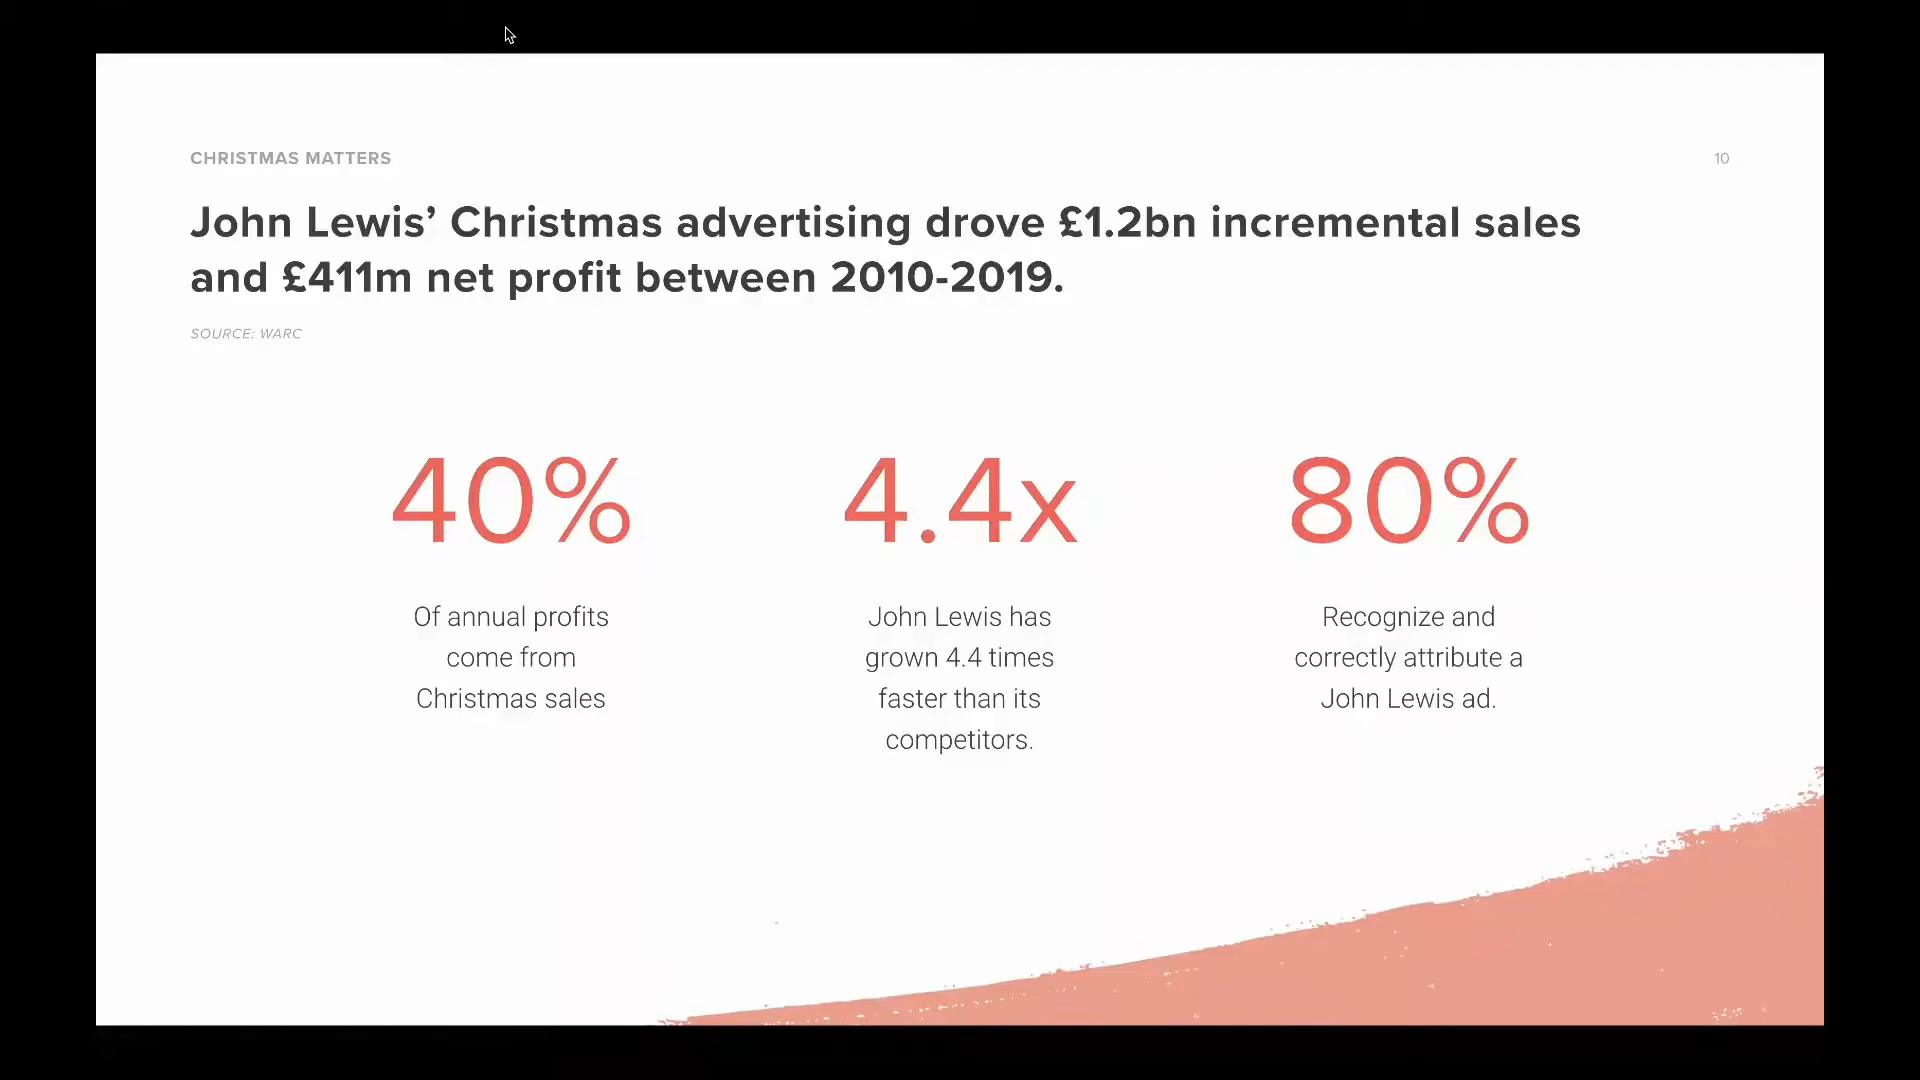 CHRISTMAS MATTERS
10
John Lewis’ Christmas advertising drove £1.2bn incremental sales
and £411m net profit between 2010-2019.
SOURCE: WARC
40%
Of annual profits
come from
Christmas sales
4.4x
John Lewis has
grown 4.4 times
faster than its
competitors.
80%
Recognize and
correctly attribute a
John Lewis ad.